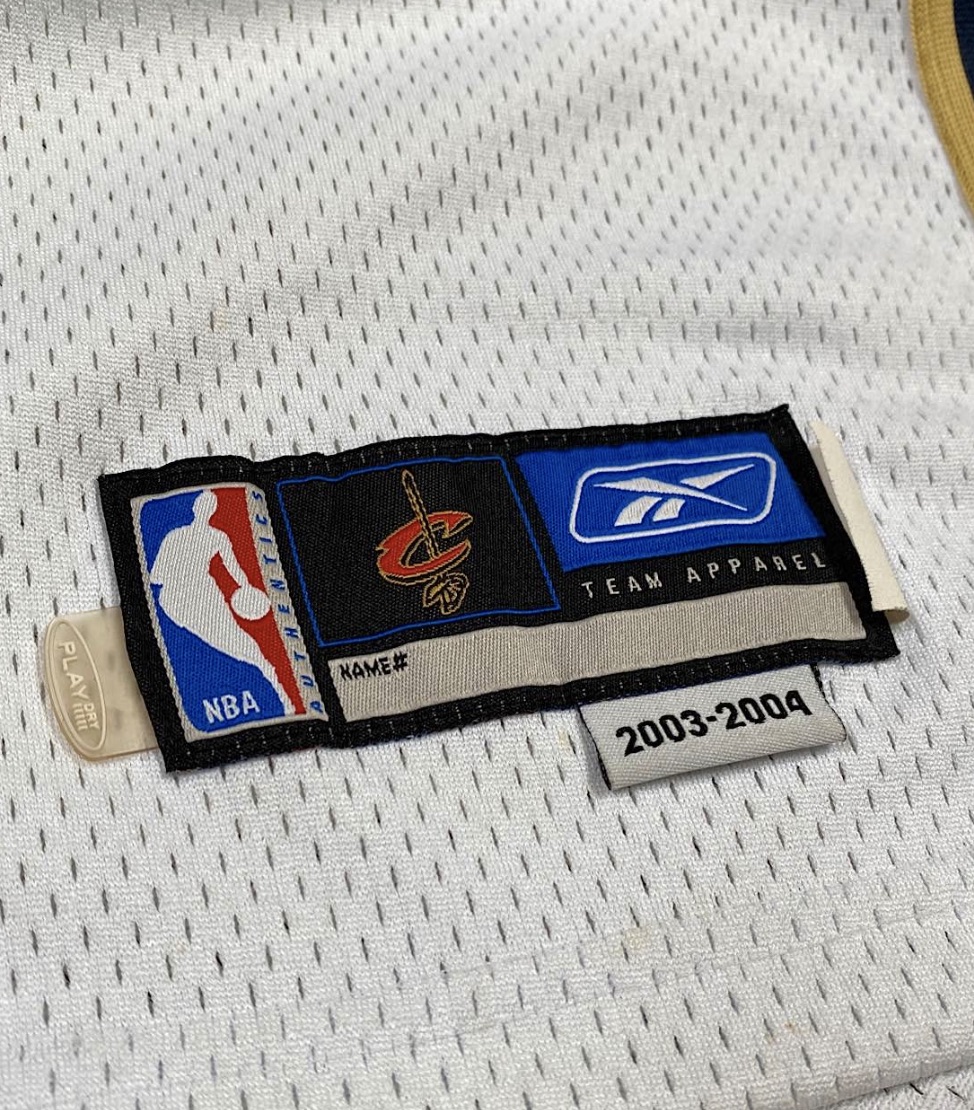 PLAY
DRY
NBA
AUTHENTICS
TEAM APPAREL
NAME#
2003-2004